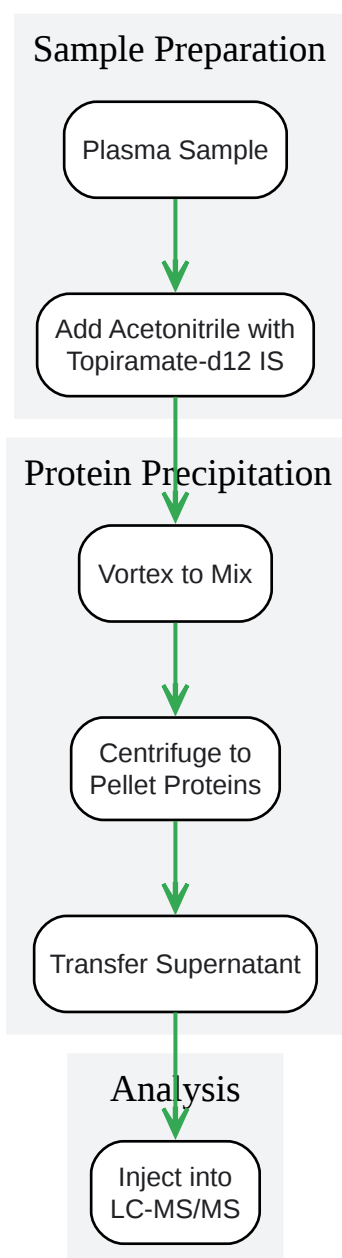 Sample Preparation
Plasma Sample
Add Acetonitrile with
Topiramate-d12 IS
Protein Precipitation
Vortex to Mix
Centrifuge to
Pellet Proteins
Transfer Supernatant
Analysis
Inject into
LC-MS/MS